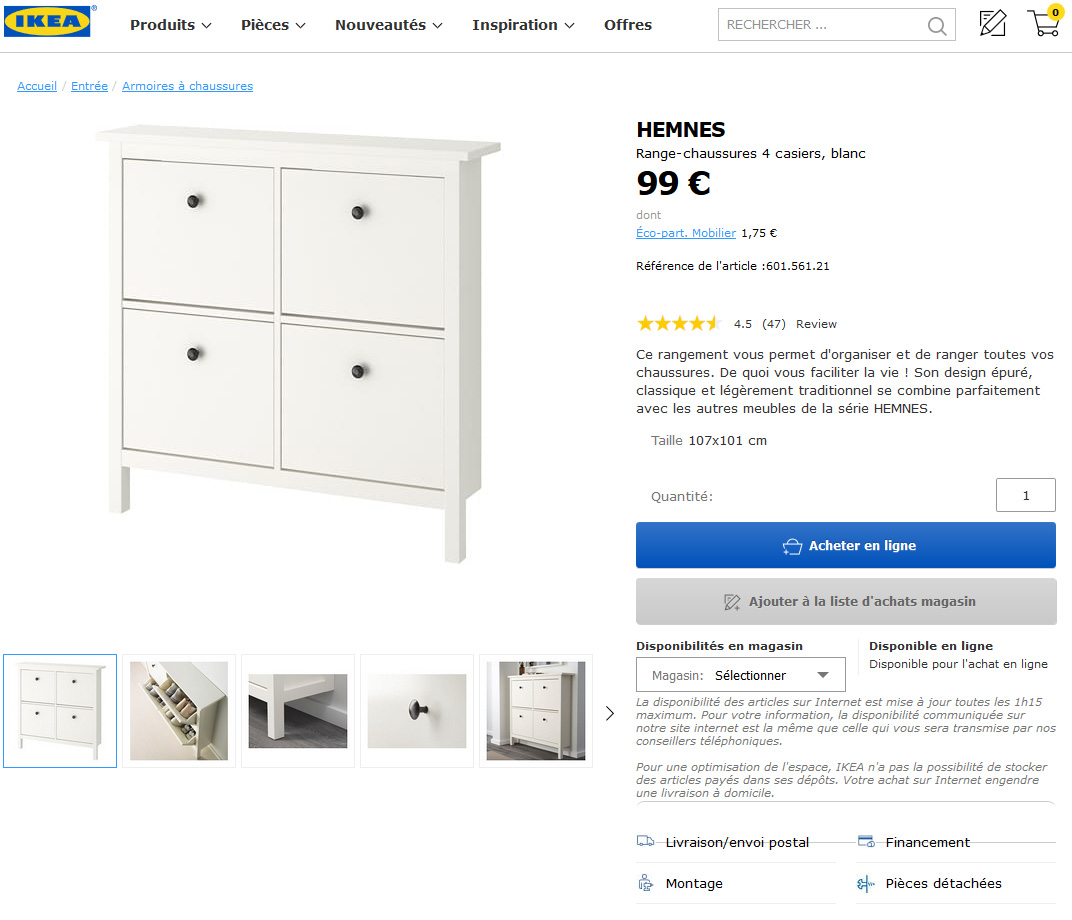 IKEA
®
Produits
Pièces
Nouveautés
Inspiration
Offres
RECHERCHER ...
0
Accueil / Entrée / Armoires à chaussures
HEMNES
Range-chaussures 4 casiers, blanc
99 €
dont
Éco-part. Mobilier 1,75 €
Référence de l'article :601.561.21
4.5 (47) Review
Ce rangement vous permet d'organiser et de ranger toutes vos
chaussures. De quoi vous faciliter la vie ! Son design épuré,
classique et légèrement traditionnel se combine parfaitement
avec les autres meubles de la série HEMNES.
Taille 107x101 cm
Quantité:
1
Acheter en ligne
Ajouter à la liste d'achats magasin
Disponibilités en magasin
Magasin: Sélectionner
Disponible en ligne
Disponible pour l'achat en ligne
La disponibilité des articles sur Internet est mise à jour toutes les 1h15
maximum. Pour votre information, la disponibilité communiquée sur
notre site internet est la même que celle qui vous sera transmise par nos
conseillers téléphoniques.
Pour une optimisation de l'espace, IKEA n'a pas la possibilité de stocker
des articles payés dans ses dépôts. Votre achat sur Internet engendre
une livraison à domicile.
Livraison/envoi postal
Financement
Montage
Pièces détachées